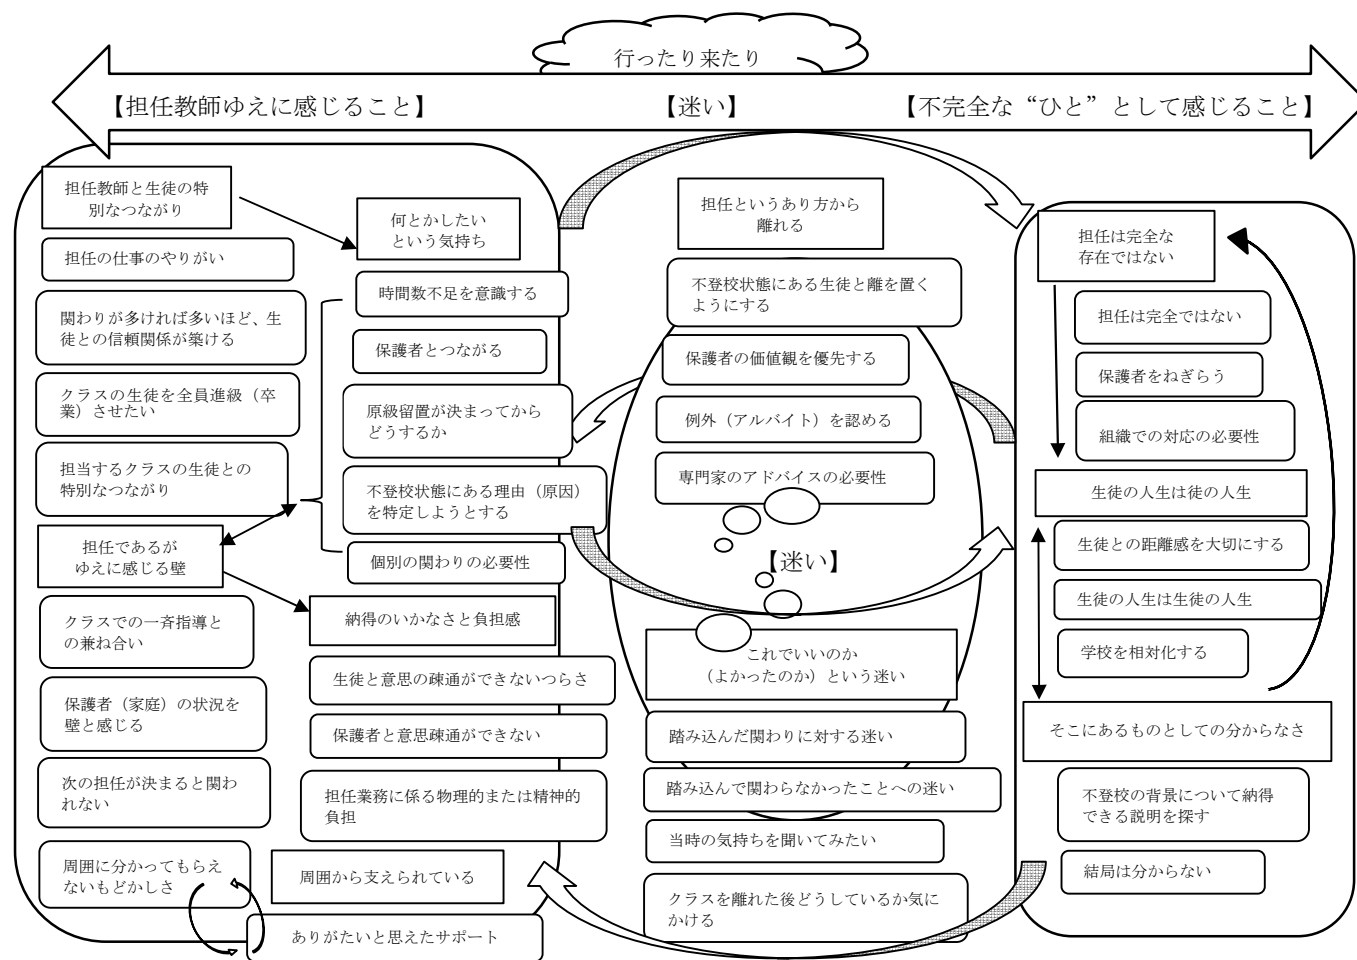 行ったり来たり
【担任教師ゆえに感じること】
【迷い】
【不完全な“ひと”として感じること】
担任教師と生徒の特
別なつながり
担任の仕事のやりがい
関わりが多ければ多いほど、生
徒との信頼関係が築ける
クラスの生徒を全員進級（卒
業）させたい
担当するクラスの生徒との
特別なつながり
担任であるが
ゆえに感じる壁
クラスでの一斉指導と
の兼ね合い
保護者（家庭）の状況を
壁と感じる
次の担任が決まると関わ
れない
周囲に分かってもらえ
ないもどかしさ
何とかしたい
という気持ち
時間数不足を意識する
保護者とつながる
原級留置が決まってから
どうするか
不登校状態にある理由（原因）
を特定しようとする
個別の関わりの必要性
納得のいかなさと負担感
生徒と意思の疎通ができないつらさ
保護者と意思疎通ができない
担任業務に係る物理的または精神的
負担
周囲から支えられている
ありがたいと思えたサポート
担任というあり方から
離れる
不登校状態にある生徒と離を置く
ようにする
保護者の価値観を優先する
例外（アルバイト）を認める
専門家のアドバイスの必要性
【迷い】
これでいいのか
（よかったのか）という迷い
踏み込んだ関わりに対する迷い
踏み込んで関わらなかったことへの迷い
当時の気持ちを聞いてみたい
クラスを離れた後どうしているか気に
かける
担任は完全な
存在ではない
担任は完全ではない
保護者をねぎらう
組織での対応の必要性
生徒の人生は徒の人生
生徒との距離感を大切にする
生徒の人生は生徒の人生
学校を相対化する
そこにあるものとしての分からなさ
不登校の背景について納得
できる説明を探す
結局は分からない